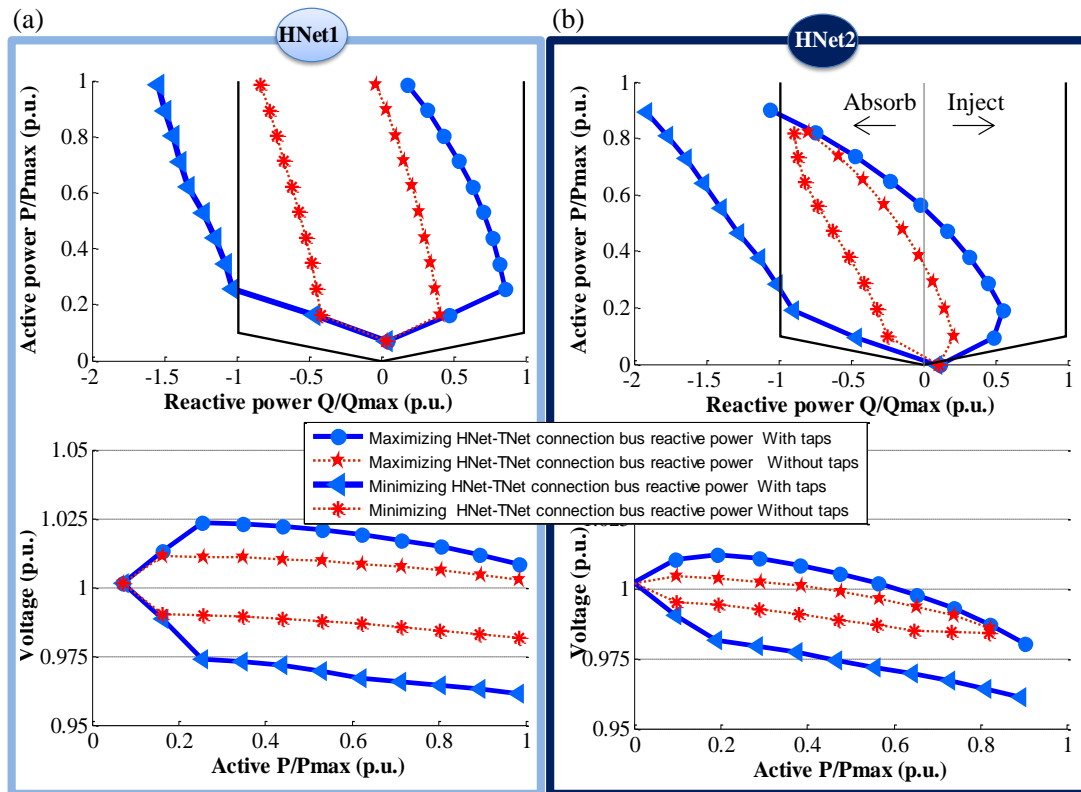 (a)
HNet1
Active power P/Pmax (p.u.)
1
0.8
0.6
0.4
0.2
0
-2
-1.5
-1
-0.5
0
0.5
1
Reactive power Q/Qmax (p.u.)
(b)
HNet2
Absorb
Inject
Active power P/Pmax (p.u.)
1
0.8
0.6
0.4
0.2
0
-2
-1.5
-1
-0.5
0
0.5
1
Reactive power Q/Qmax (p.u.)
Maximizing HNet-TNet connection bus reactive power With taps
Maximizing HNet-TNet connection bus reactive power Without taps
Minimizing HNet-TNet connection bus reactive power With taps
Minimizing HNet-TNet connection bus reactive power Without taps
Voltage (p.u.)
1.05
1.025
1
0.975
0.95
0
0.2
0.4
0.6
0.8
1
Active P/Pmax (p.u.)
Voltage (p.u.)
1
0.975
0.95
0
0.2
0.4
0.6
0.8
1
Active P/Pmax (p.u.)